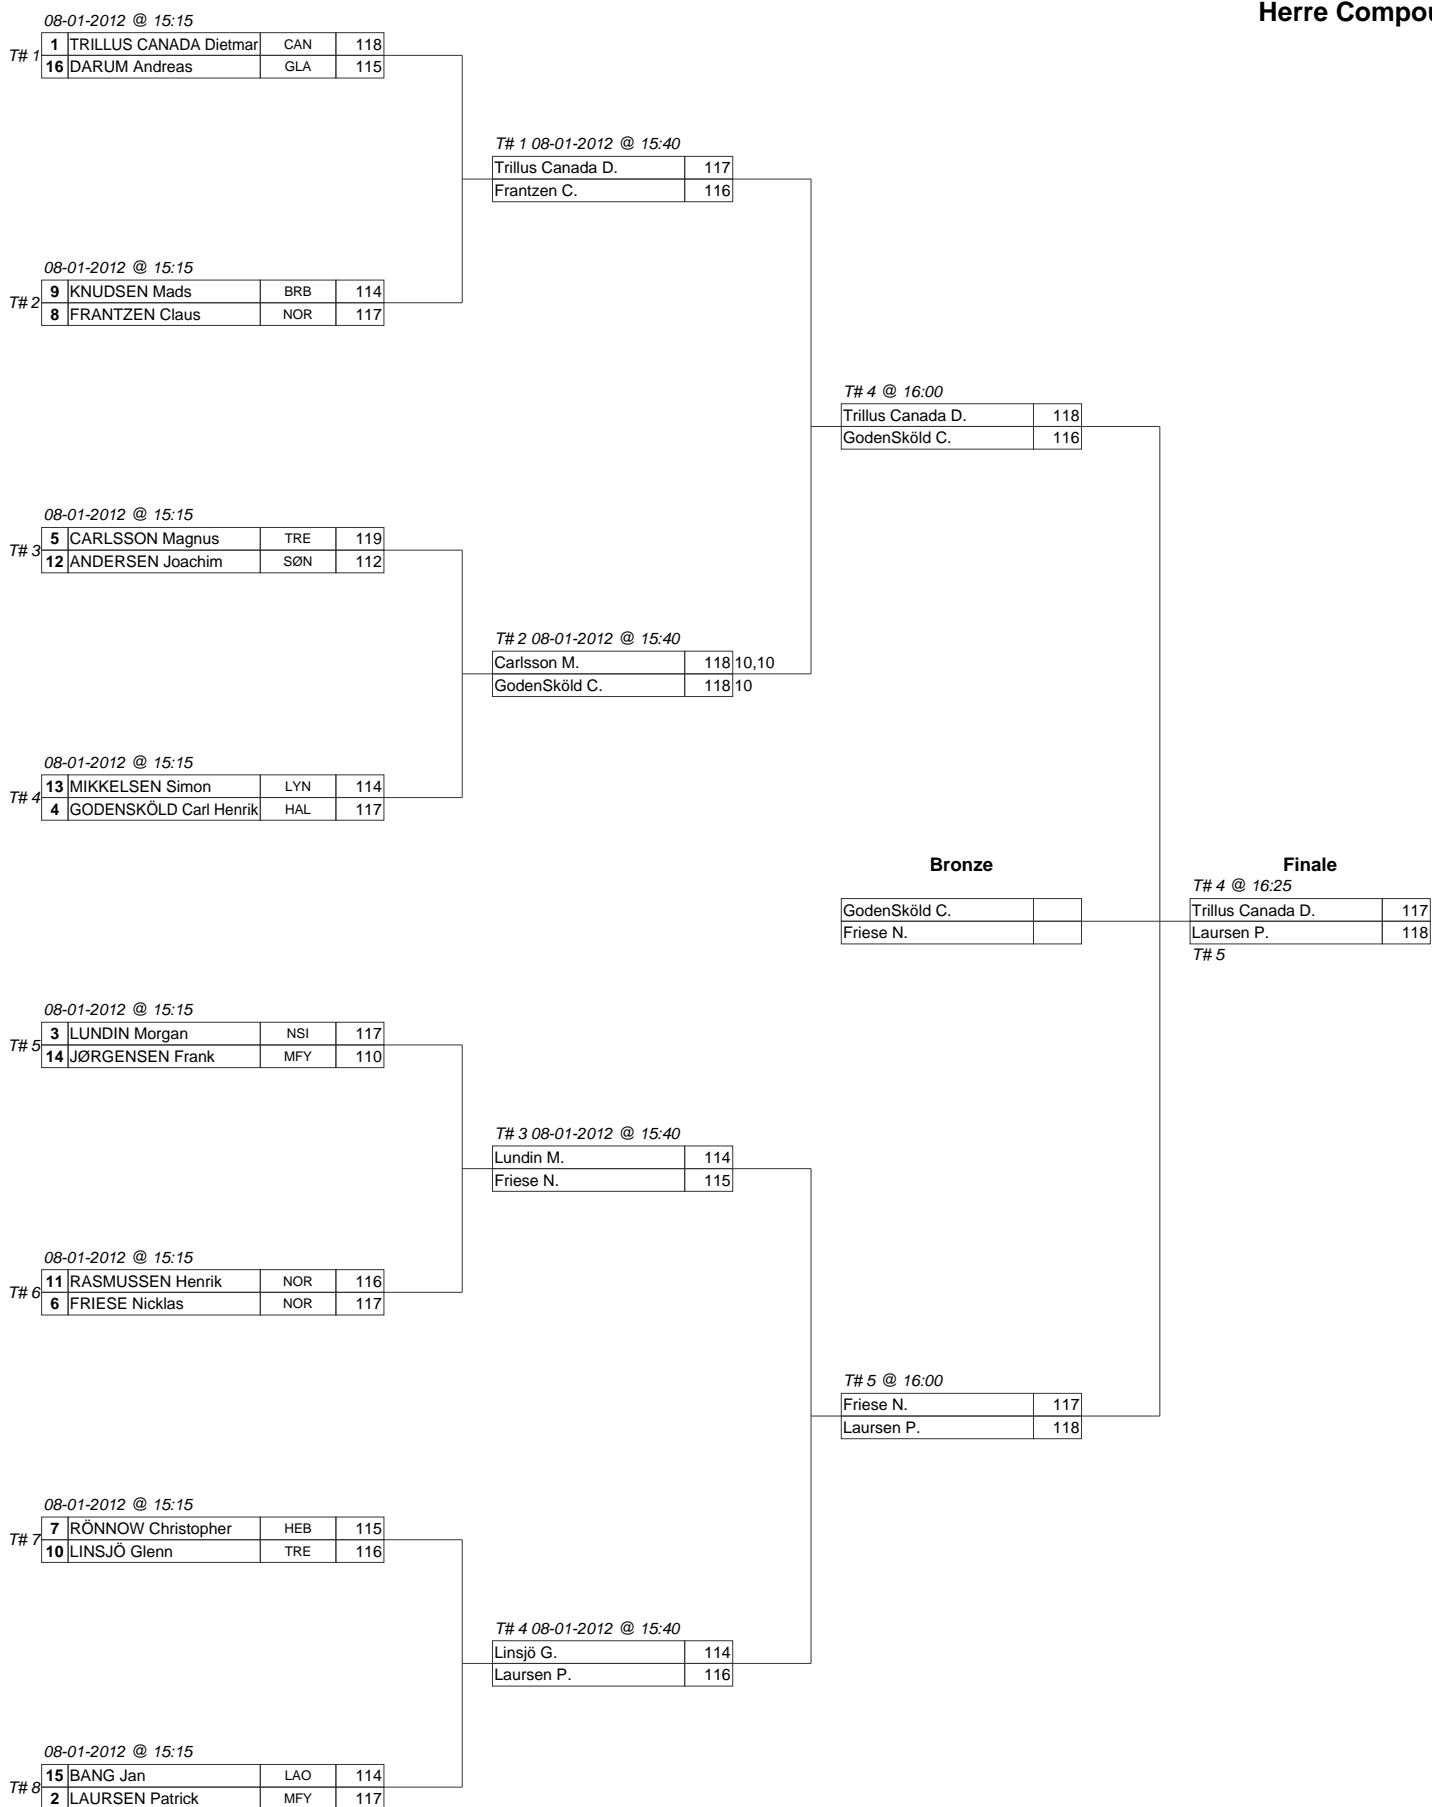 Herre Compou
08-01-2012 @ 15:15
T# 1
1 TRILLUS CANADA Dietmar CAN 118
16 DARUM Andreas GLA 115
T# 1 08-01-2012 @ 15:40
Trillus Canada D. 117
Frantzen C. 116
08-01-2012 @ 15:15
T# 2
9 KNUDSEN Mads BRB 114
8 FRANTZEN Claus NOR 117
T# 4 @ 16:00
Trillus Canada D. 118
GodenSköld C. 116
08-01-2012 @ 15:15
T# 3
5 CARLSSON Magnus TRE 119
12 ANDERSEN Joachim SØN 112
T# 2 08-01-2012 @ 15:40
Carlsson M. 118 10,10
GodenSköld C. 118 10
08-01-2012 @ 15:15
T# 4
13 MIKKELSEN Simon LYN 114
4 GODENSKÖLD Carl Henrik HAL 117
Bronze
GodenSköld C.
Friese N.
Finale
T# 4 @ 16:25
Trillus Canada D. 117
Laursen P. 118
T# 5
08-01-2012 @ 15:15
T# 5
3 LUNDIN Morgan NSI 117
14 JØRGENSEN Frank MFY 110
T# 3 08-01-2012 @ 15:40
Lundin M. 114
Friese N. 115
08-01-2012 @ 15:15
T# 6
11 RASMUSSEN Henrik NOR 116
6 FRIESE Nicklas NOR 117
T# 5 @ 16:00
Friese N. 117
Laursen P. 118
08-01-2012 @ 15:15
T# 7
7 RÖNNOW Christopher HEB 115
10 LINSJÖ Glenn TRE 116
T# 4 08-01-2012 @ 15:40
Linsjö G. 114
Laursen P. 116
08-01-2012 @ 15:15
T# 8
15 BANG Jan LAO 114
2 LAURSEN Patrick MFY 117